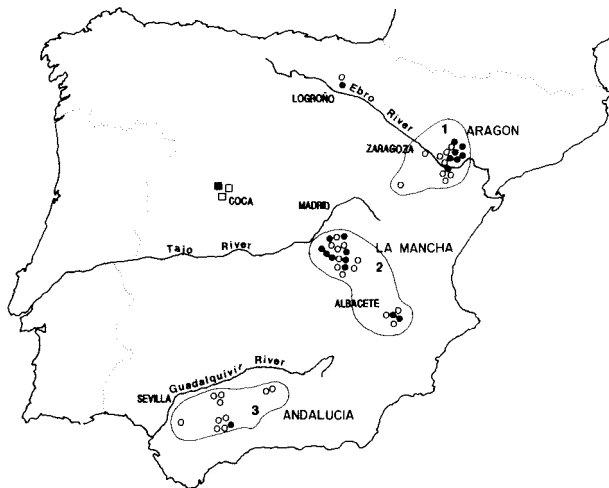 LOGROÑO
Ebro River
1
ARAGON
ZARAGOZA
COCA
MADRID
Tajo River
LA MANCHA
2
ALBACETE
Guadalquivir River
SEVILLA
3
ANDALUCIA